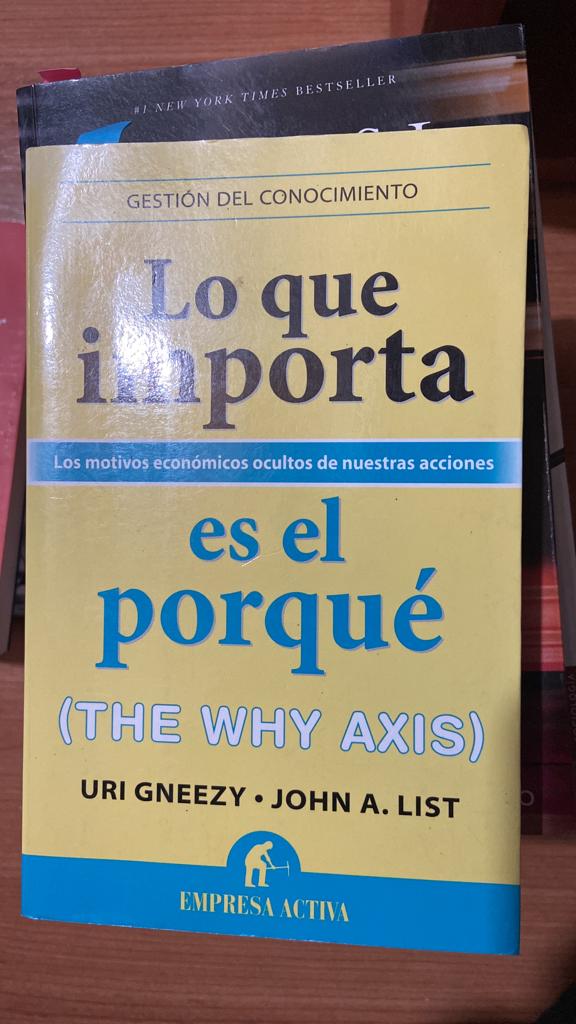 #1 NEW YORK TIMES BESTSELLER
GESTIÓN DEL CONOCIMIENTO
Lo que
importa
Los motivos económicos ocultos de nuestras acciones
es el
porqué
(THE WHY AXIS)
URI GNEEZY • JOHN A. LIST
EMPRESA ACTIVA